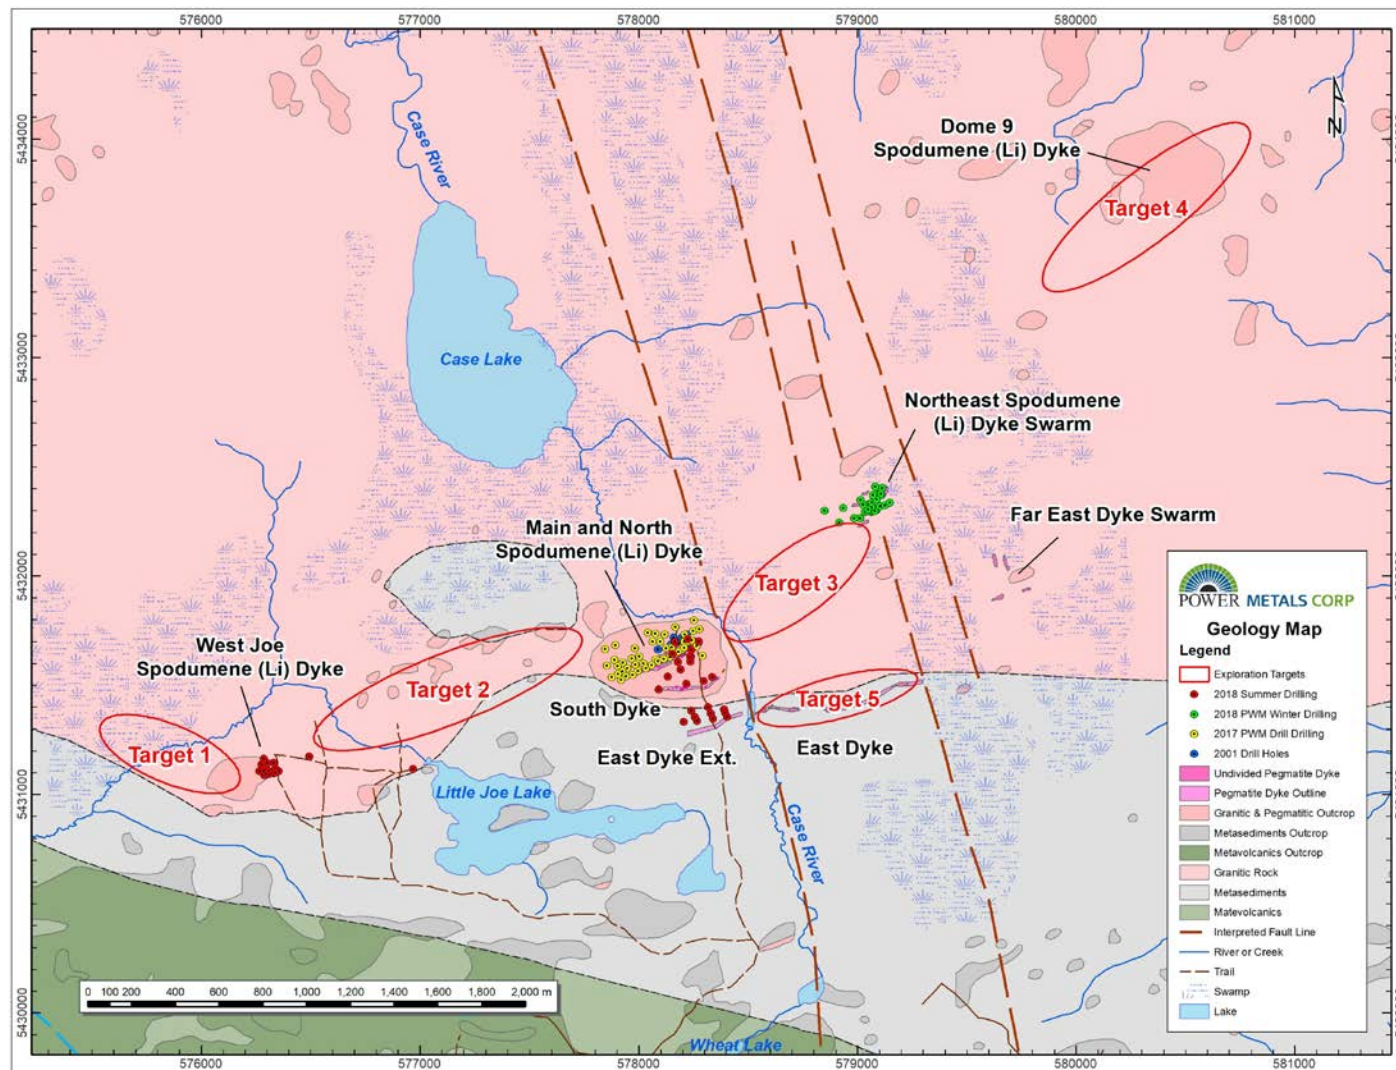 576000
577000
578000
579000
580000
581000
5434000
5433000
5432000
5431000
5430000
N
Case River
Dome 9
Spodumene (Li) Dyke
Target 4
Case Lake
Northeast Spodumene
(Li) Dyke Swarm
Far East Dyke Swarm
Main and North
Spodumene (Li) Dyke
Target 3
West Joe
Spodumene (Li) Dyke
Target 2
South Dyke
Target 5
Target 1
East Dyke Ext.
East Dyke
Little Joe Lake
Case River
Wheat Lake
0 100 200 400 600 800 1,000 1,200 1,400 1,600 1,800 2,000 m
POWER METALS CORP
Geology Map
Legend
Exploration Targets
2018 Summer Drilling
2018 PWM Winter Drilling
2017 PWM Drill Drilling
2001 Drill Holes
Undivided Pegmatite Dyke
Pegmatite Dyke Outline
Granitic & Pegmatitic Outcrop
Metasediments Outcrop
Metavolcanics Outcrop
Granitic Rock
Metasediments
Matevolcanics
Interpreted Fault Line
River or Creek
Trail
Swamp
Lake
576000
577000
578000
579000
580000
581000